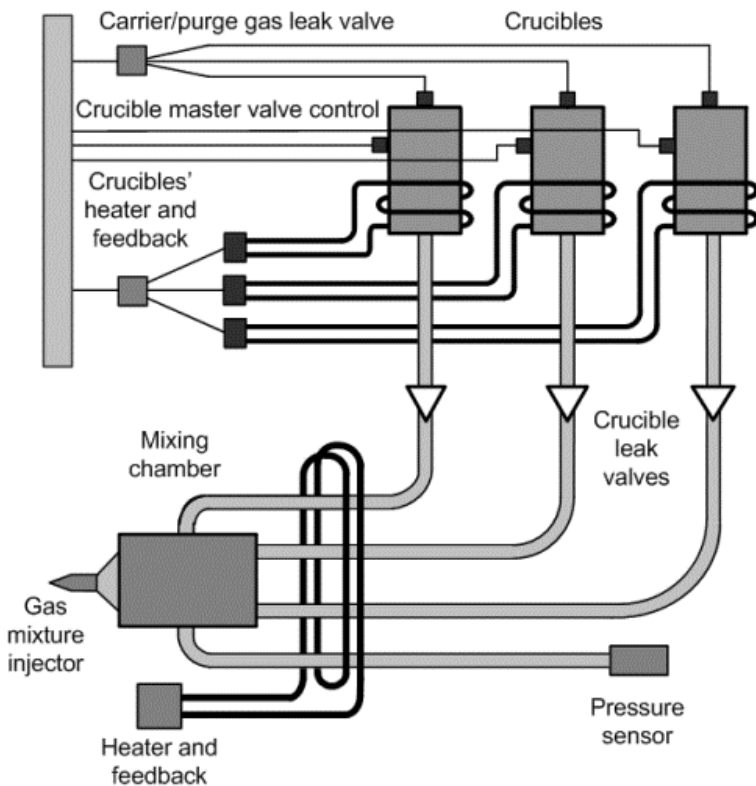 Carrier/purge gas leak valve
Crucibles
Crucible master valve control
Crucibles'
heater and
feedback
Mixing
chamber
Crucible
leak
valves
Gas
mixture
injector
Pressure
sensor
Heater and
feedback